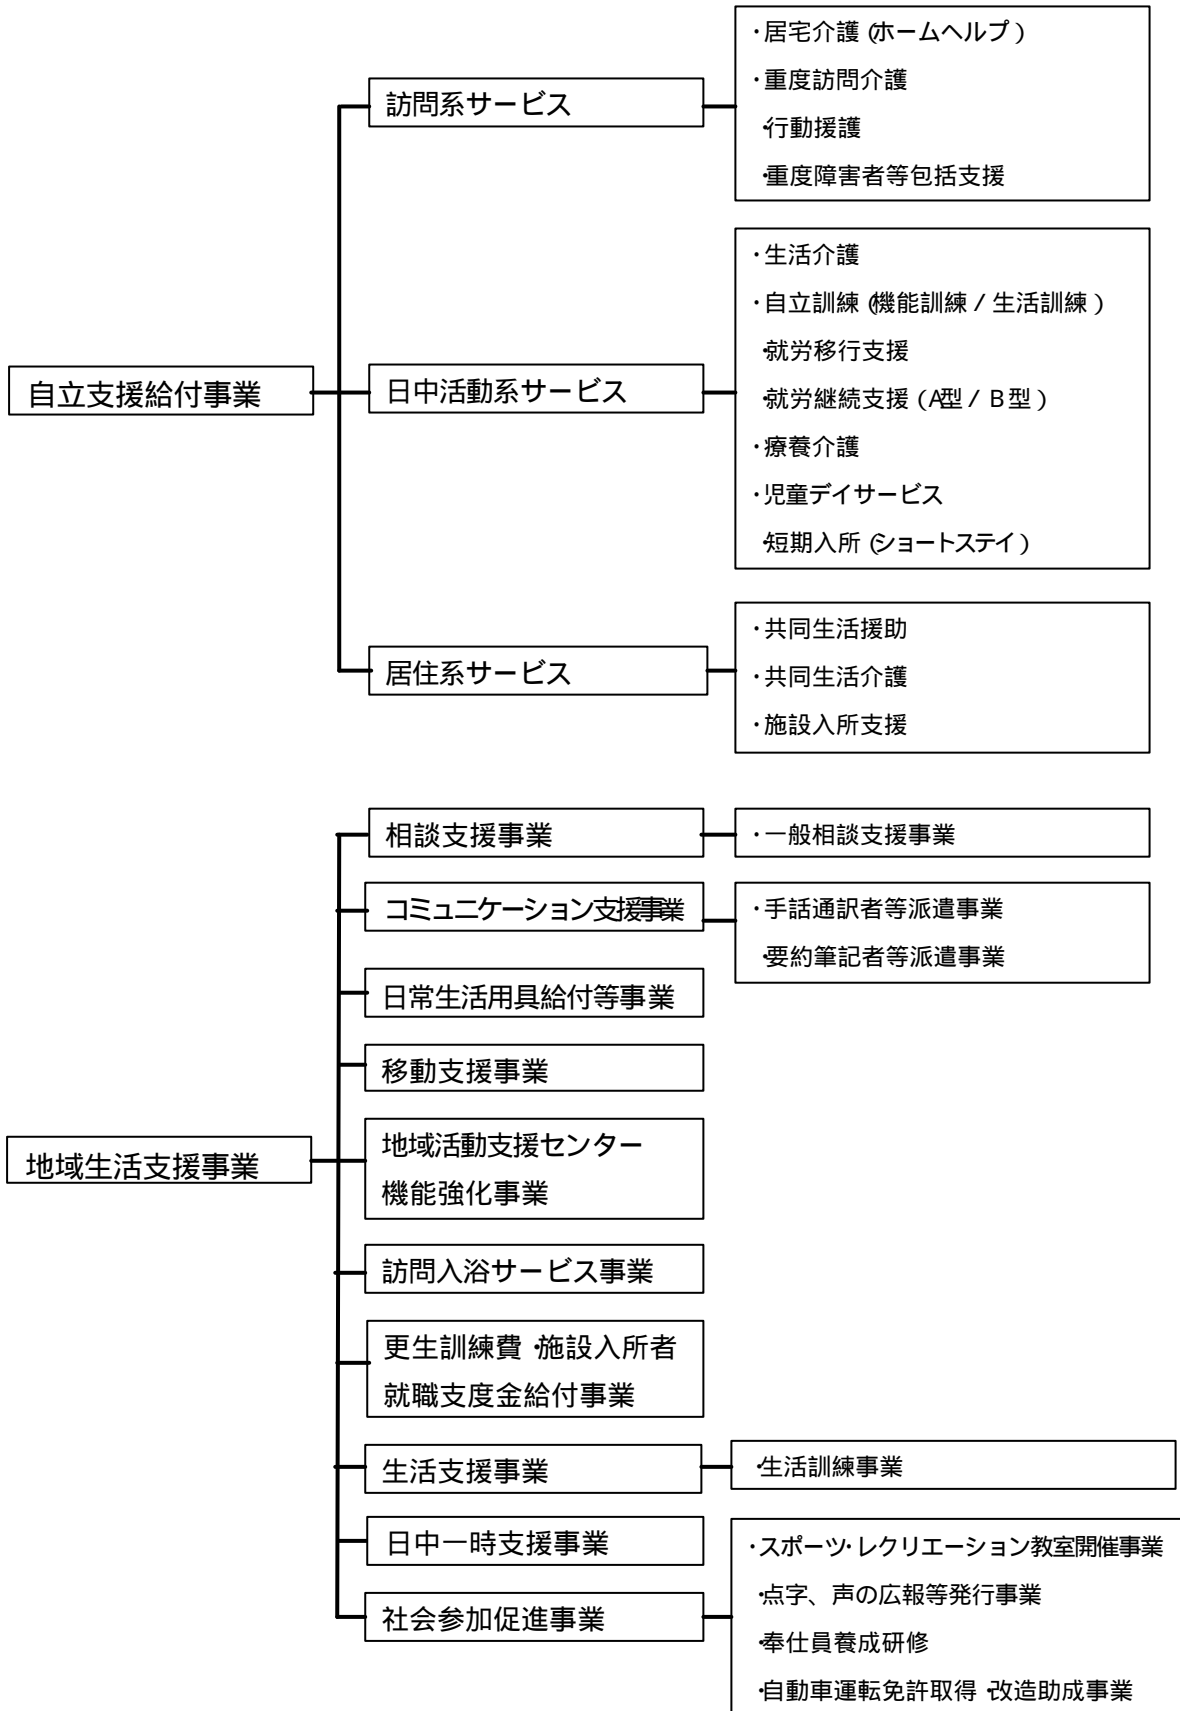 自立支援給付事業
訪問系サービス
・居宅介護(ホームヘルプ)
・重度訪問介護
・行動援護
・重度障害者等包括支援
日中活動系サービス
・生活介護
・自立訓練(機能訓練/生活訓練)
・就労移行支援
・就労継続支援(A型/B型)
・療養介護
・児童デイサービス
・短期入所(ショートステイ)
居住系サービス
・共同生活援助
・共同生活介護
・施設入所支援
地域生活支援事業
相談支援事業
・一般相談支援事業
コミュニケーション支援事業
・手話通訳者等派遣事業
・要約筆記者等派遣事業
日常生活用具給付等事業
移動支援事業
地域活動支援センター
機能強化事業
訪問入浴サービス事業
更生訓練費・施設入所者
就職支度金給付事業
生活支援事業
・生活訓練事業
日中一時支援事業
社会参加促進事業
・スポーツ・レクリエーション教室開催事業
・点字、声の広報等発行事業
・奉仕員養成研修
・自動車運転免許取得・改造助成事業